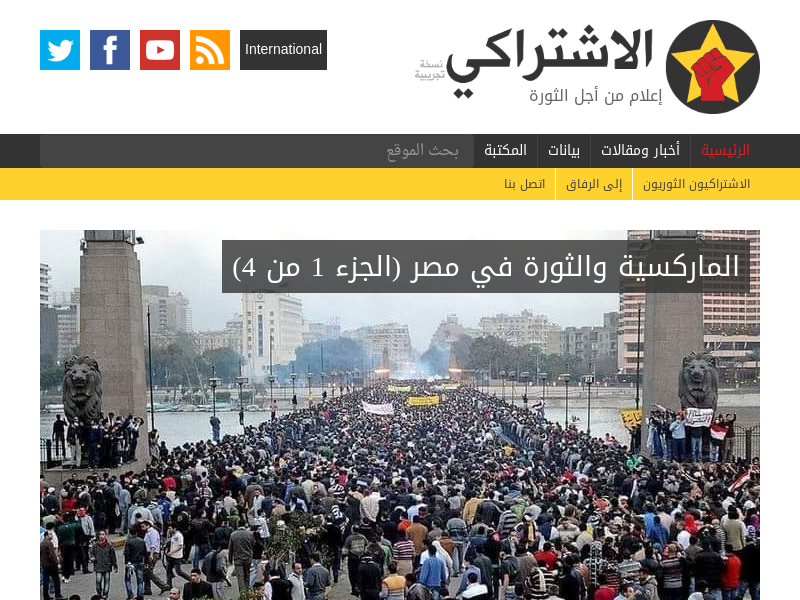 الاشتراكي
نسخة
تجريبية
إعلام من أجل الثورة
International
الرئيسية
أخبار ومقالات
بيانات
المكتبة
بحث الموقع
الاشتراكيون الثوريون
إلى الرفاق
اتصل بنا
الماركسية والثورة في مصر (الجزء 1 من 4)